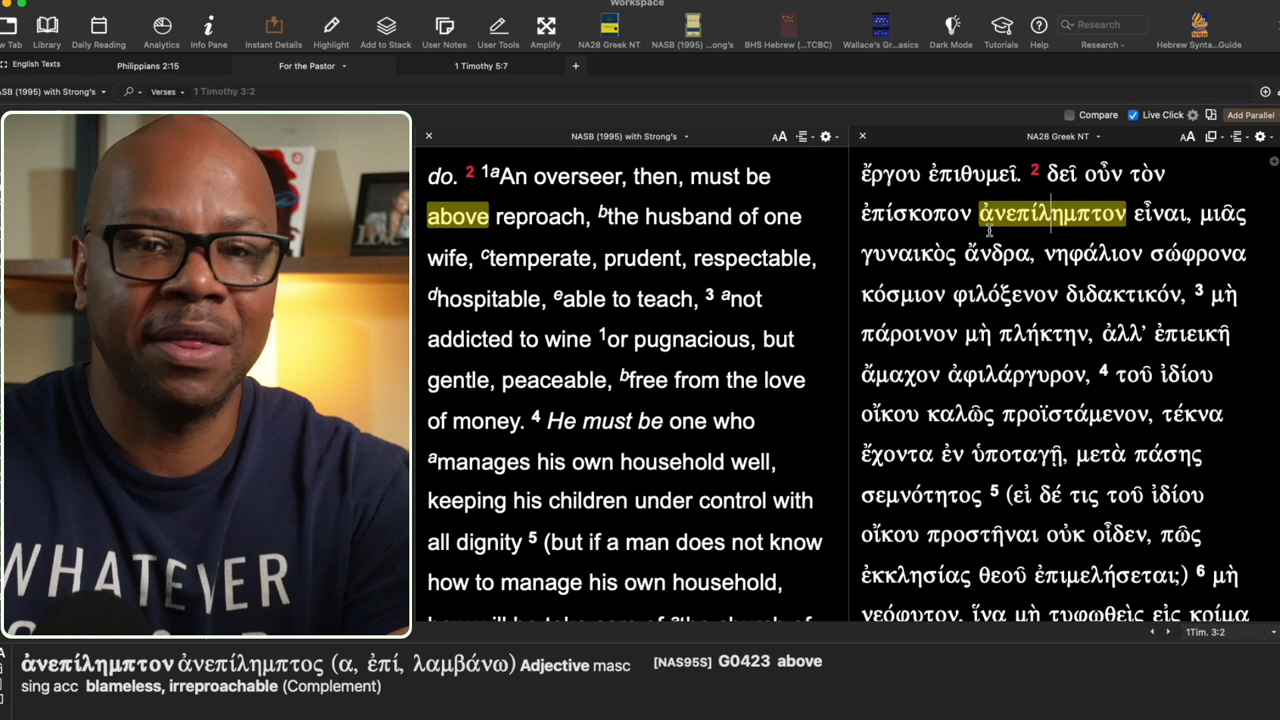 Workspace
w Tab Library Daily Reading Analytics Info Pane Instant Details Highlight Add to Stack User Notes User Tools Amplify NA28 Greek NT NASB (1995) ...ong's BHS Hebrew (...TCBC) Wallace's Gr...asics Dark Mode Tutorials Help Research Research Hebrew Synta...Guide
English Texts Philippians 2:15 For the Pastor 1 Timothy 5:7 +
SB (1995) with Strong's Verses 1 Timothy 3:2
Compare Live Click Add Parallel
NASB (1995) with Strong's AA
do. 2 1aAn overseer, then, must be
above reproach, bthe husband of one
wife, ctemperate, prudent, respectable,
dhospitable, eable to teach, 3 anot
addicted to wine 1or pugnacious, but
gentle, peaceable, bfree from the love
of money. 4 He must be one who
amanages his own household well,
keeping his children under control with
all dignity 5 (but if a man does not know
how to manage his own household,
NA28 Greek NT AA
ἔργου ἐπιθυμεῖ. 2 δεῖ οὖν τὸν
ἐπίσκοπον ἀνεπίλημπτον εἶναι, μιᾶς
γυναικὸς ἄνδρα, νηφάλιον σώφρονα
κόσμιον φιλόξενον διδακτικόν, 3 μὴ
πάροινον μὴ πλήκτην, ἀλλ’ ἐπιεικῆ
ἄμαχον ἀφιλάργυρον, 4 τοῦ ἰδίου
οἴκου καλῶς προϊστάμενον, τέκνα
ἔχοντα ἐν ὑποταγῇ, μετὰ πάσης
σεμνότητος 5 (εἰ δέ τις τοῦ ἰδίου
οἴκου προστῆναι οὐκ οἶδεν, πῶς
ἐκκλησίας θεοῦ ἐπιμελήσεται;) 6 μὴ
νεόφυτον, ἵνα μὴ τυφωθεὶς εἰς κρίμα
1Tim. 3:2
WHATEVER
ἀνεπίλημπτον ἀνεπίλημπτος (α, ἐπί, λαμβάνω) Adjective masc [NAS95S] G0423 above
sing acc blameless, irreproachable (Complement)